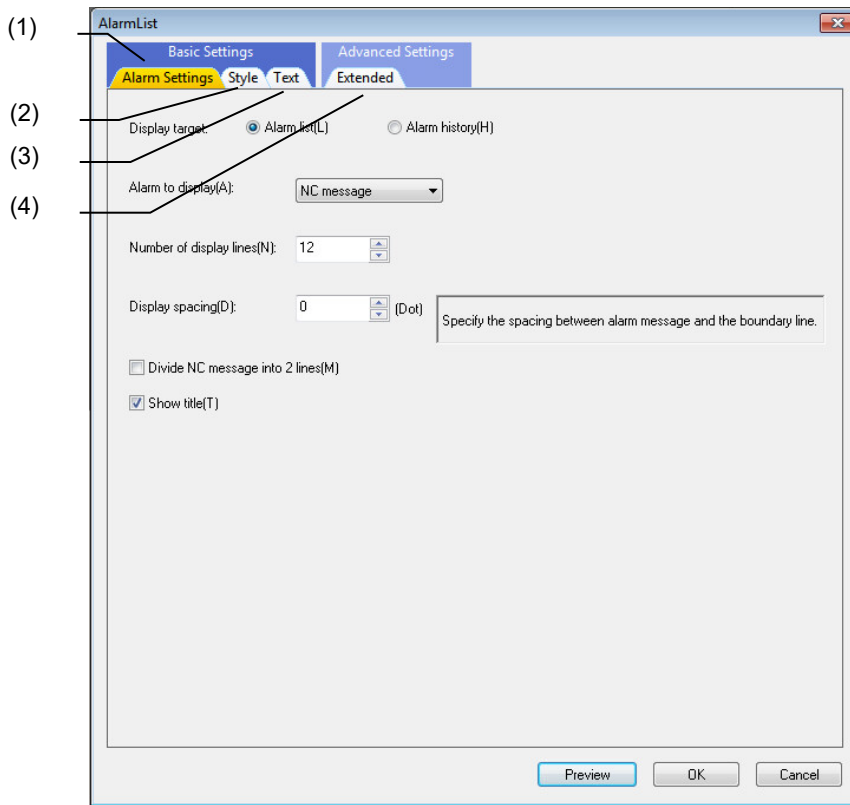 AlarmList
(1)
Basic Settings
Advanced Settings
Alarm Settings
Style
Text
Extended
(2)
Display target:
Alarm list(L)
Alarm history(H)
(3)
Alarm to display(A):
NC message
(4)
Number of display lines(N):
12
Display spacing(D):
0
(Dot)
Specify the spacing between alarm message and the boundary line.
Divide NC message into 2 lines(M)
Show title(T)
Preview
OK
Cancel